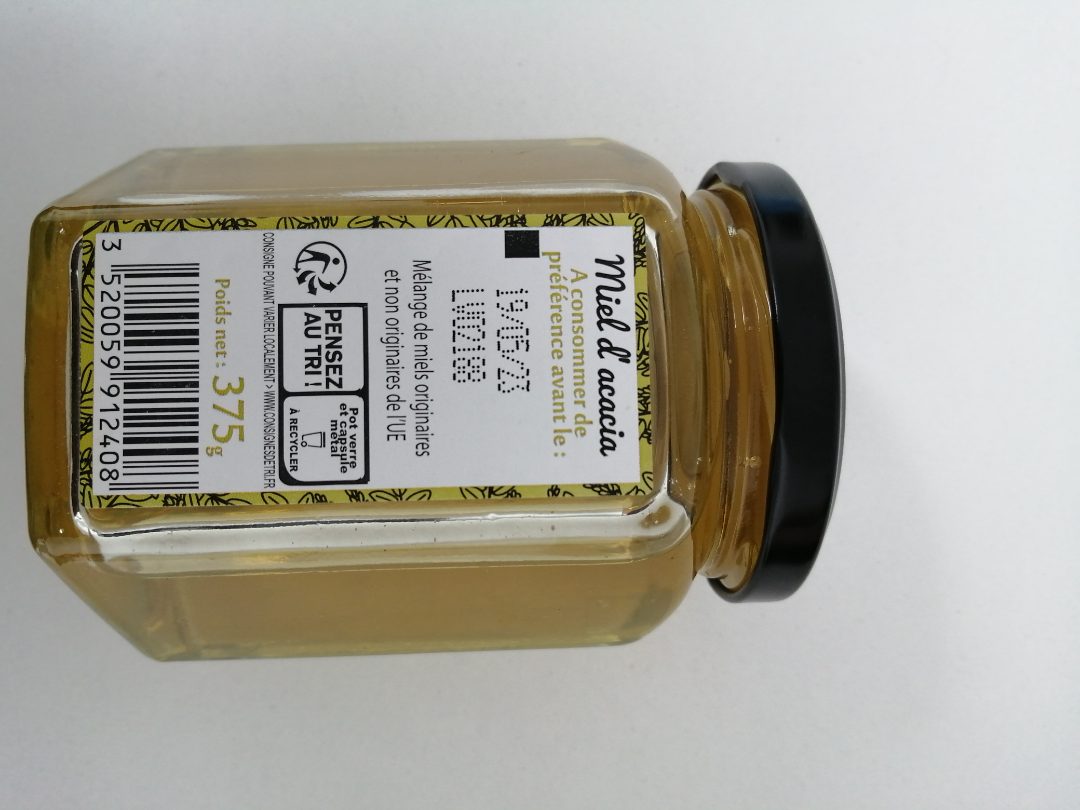 Miel d'acacia
A consommer de
préférence avant le :
19/05/23
LV02188
Mélange de miels originaires
et non originaires de l'UE
PENSEZ
AU TRI !
Pot verre
et capsule
métal
À RECYCLER
CONSIGNE POUVANT VARIER LOCALEMENT > WWW.CONSIGNESDETRI.FR
Poids net : 375g
3 520059 912408